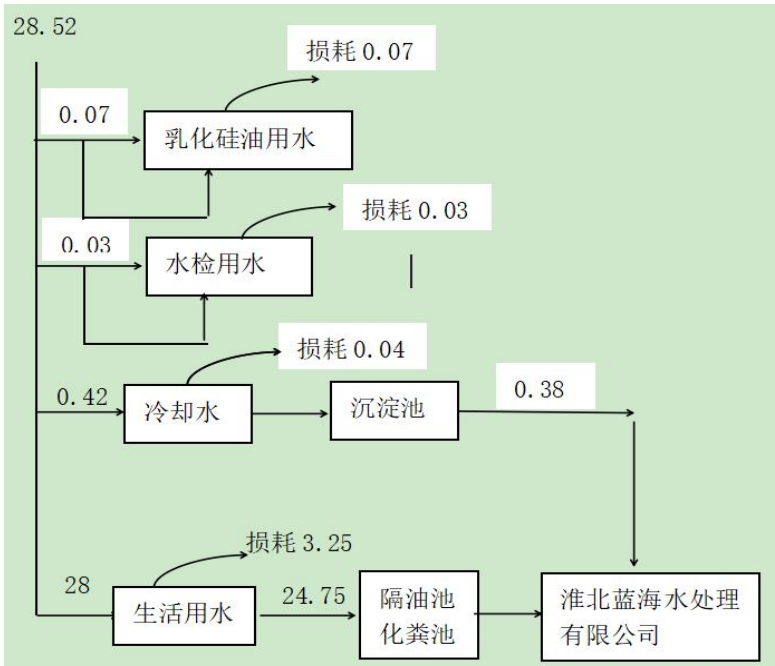 28.52
损耗 0.07
0.07
乳化硅油用水
损耗 0.03
0.03
水检用水
损耗 0.04
0.42
冷却水
沉淀池
0.38
损耗 3.25
28
生活用水
24.75
隔油池
化粪池
淮北蓝海水处理
有限公司